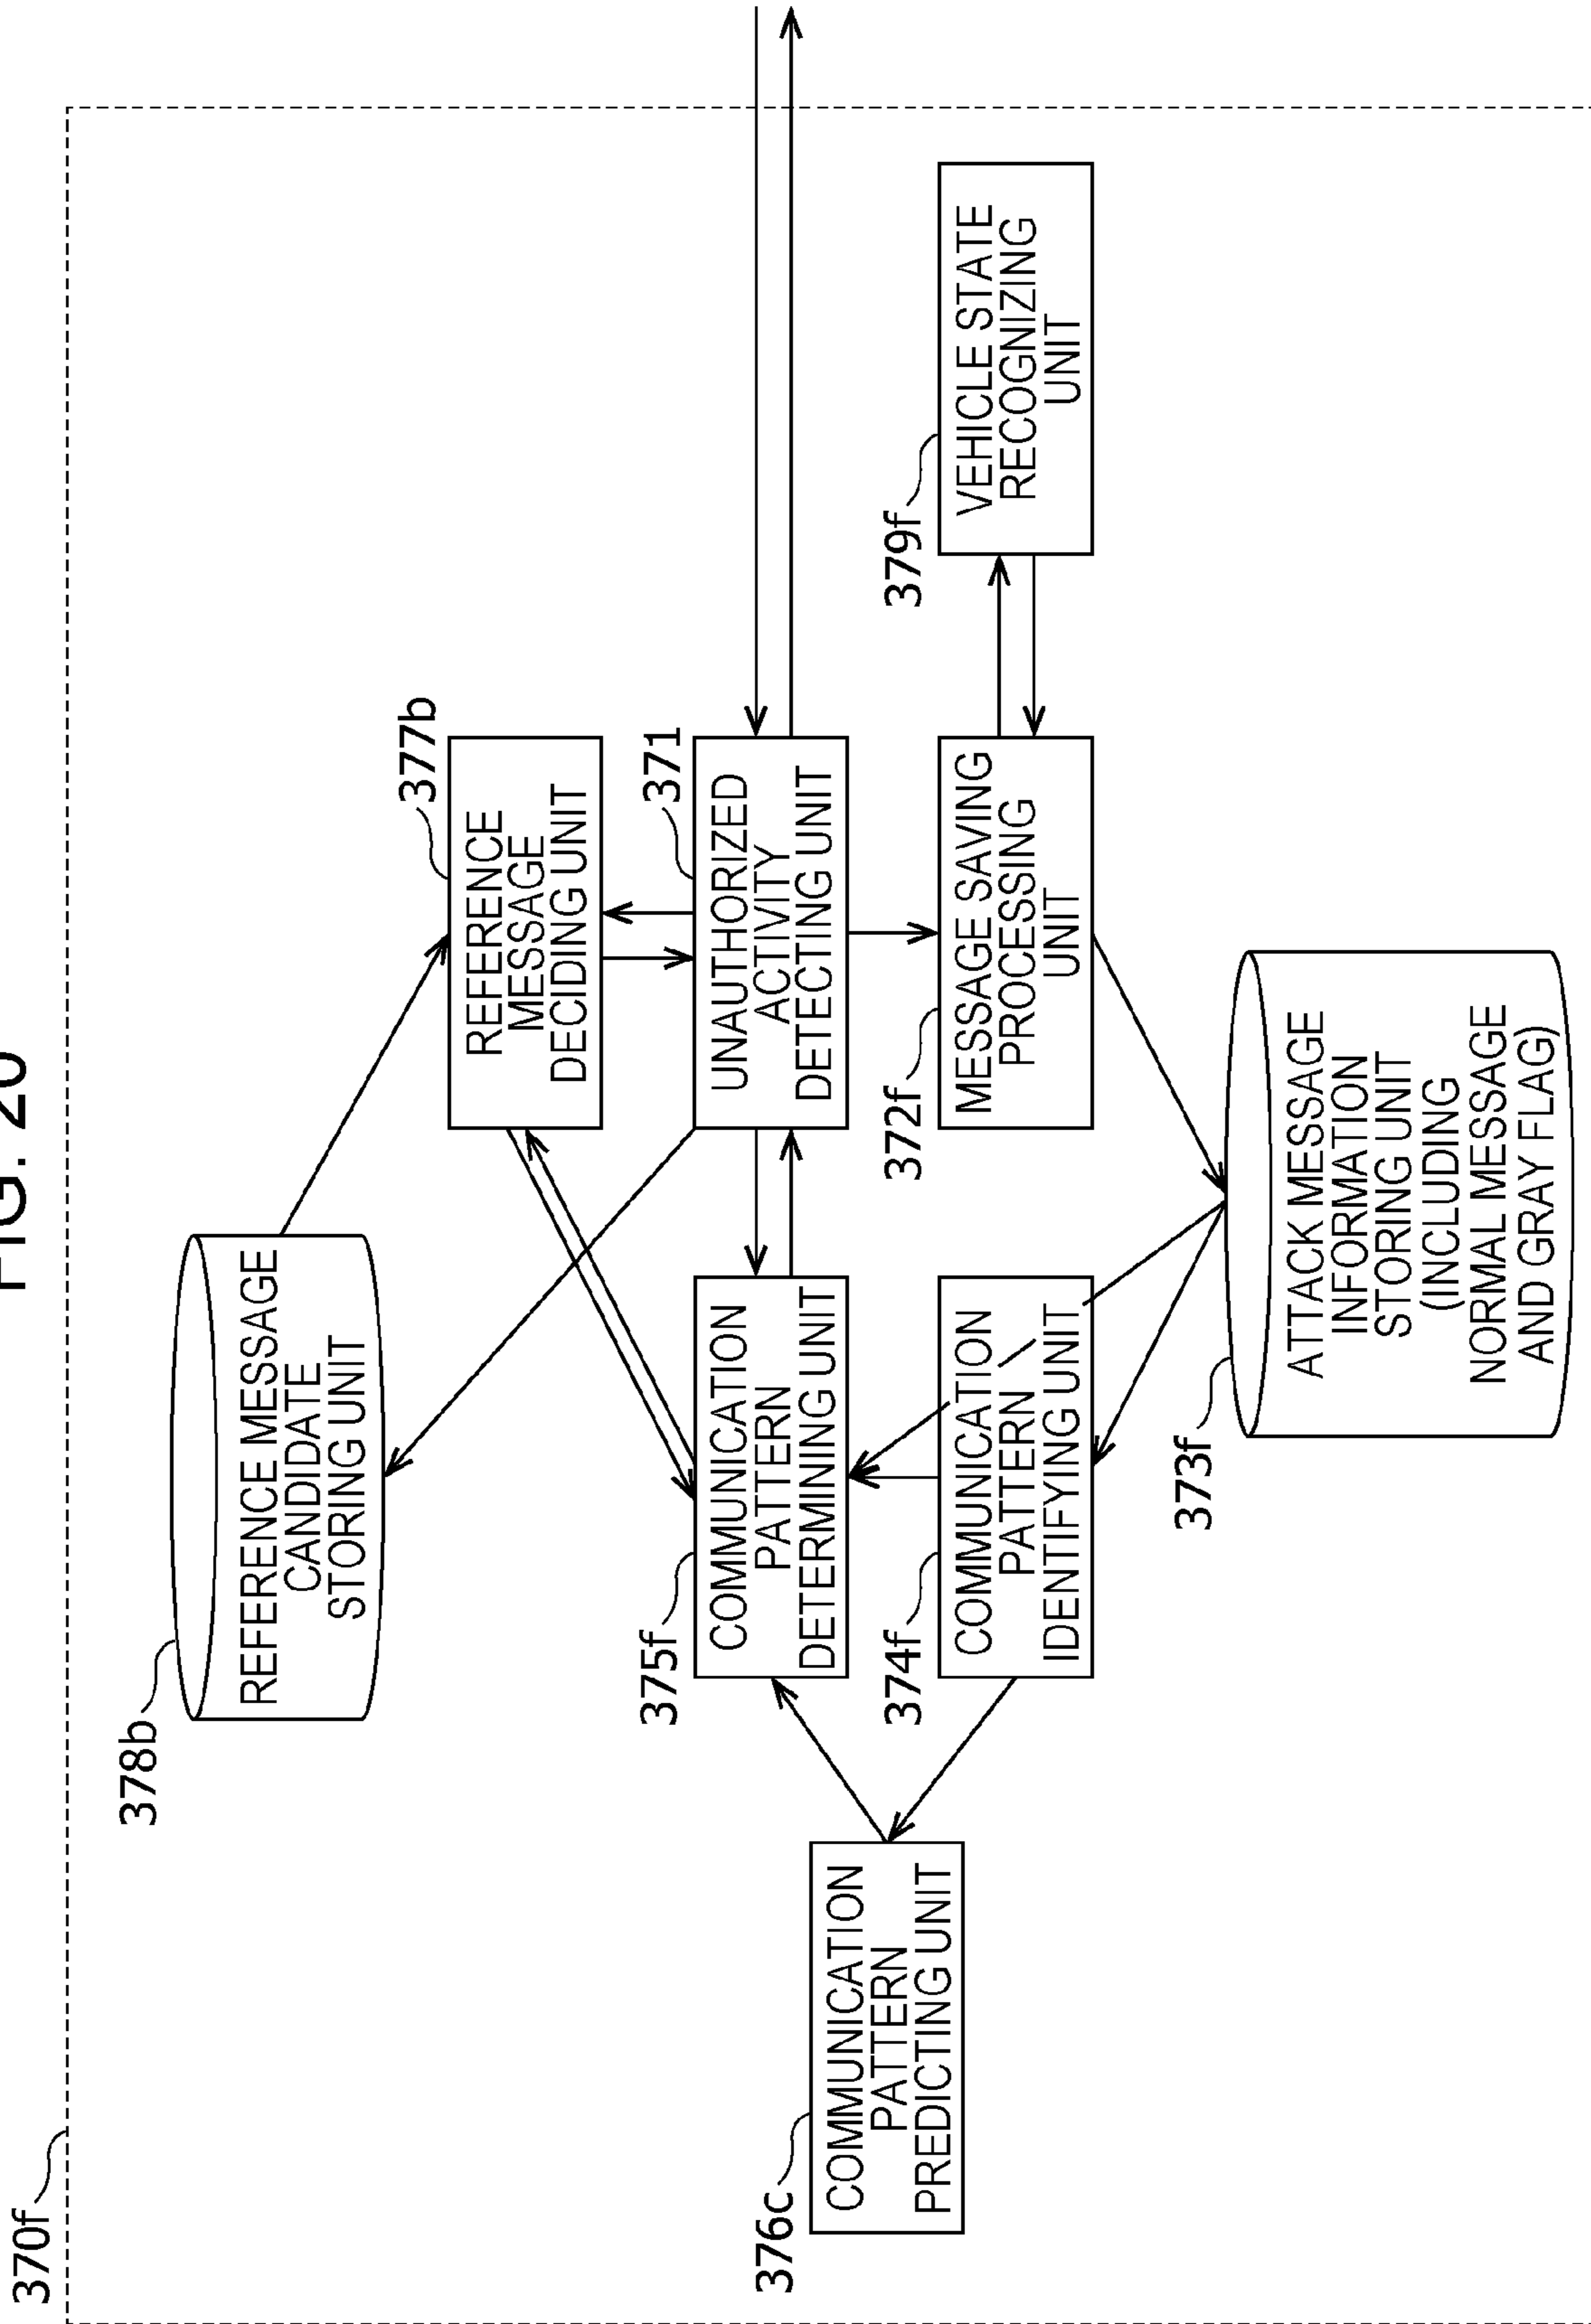 FIG. 20
370f
378b
REFERENCE MESSAGE
CANDIDATE
STORING UNIT
377b
REFERENCE
MESSAGE
DECIDING UNIT
376c
COMMUNICATION
PATTERN
PREDICTING UNIT
375f
COMMUNICATION
PATTERN
DETERMINING UNIT
371
UNAUTHORIZED
ACTIVITY
DETECTING UNIT
374f
COMMUNICATION
PATTERN
IDENTIFYING UNIT
372f
MESSAGE SAVING
PROCESSING
UNIT
379f
VEHICLE STATE
RECOGNIZING
UNIT
373f
ATTACK MESSAGE
INFORMATION
STORING UNIT
(INCLUDING
NORMAL MESSAGE
AND GRAY FLAG)